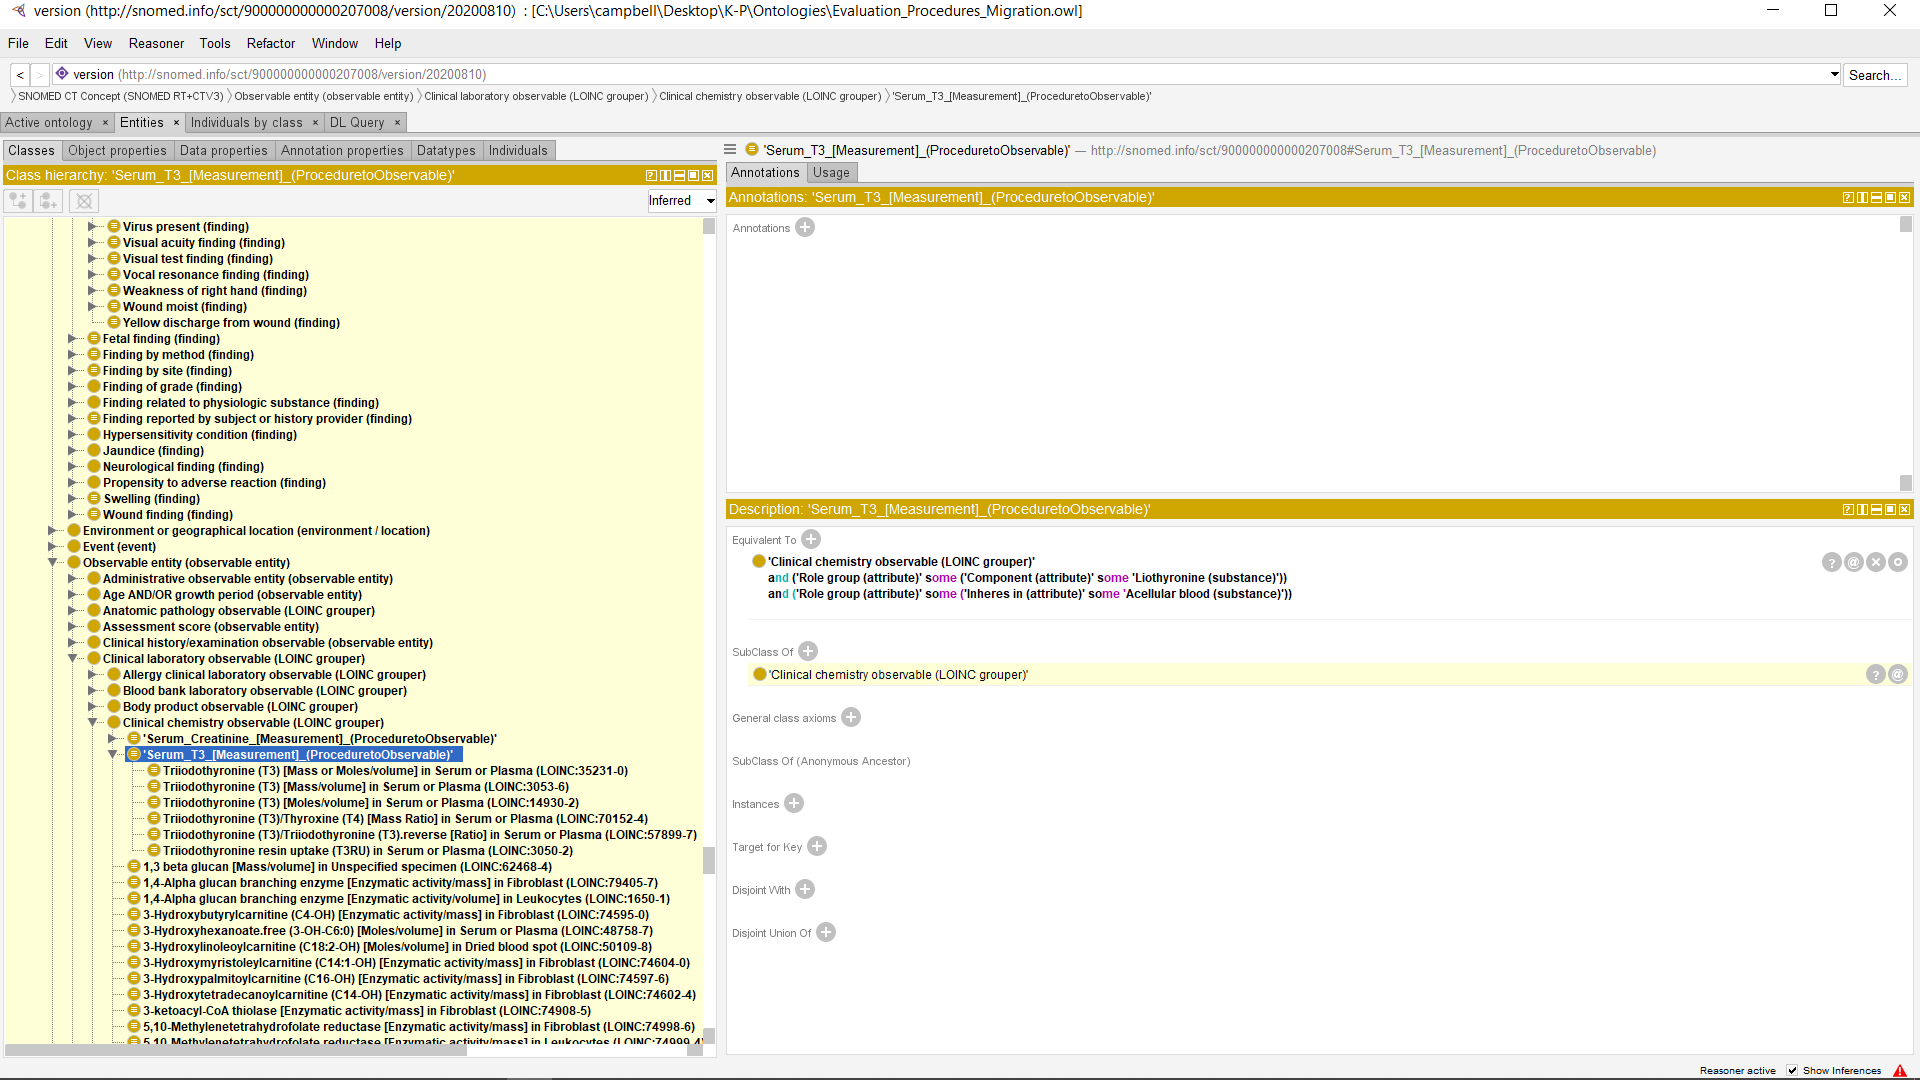 version (http://snomed.info/sct/900000000000207008/version/20200810)  : [C:\Users\campbell\Desktop\K-P\Ontologies\Evaluation_Procedures_Migration.owl]
File Edit View Reasoner Tools Refactor Window Help
< > version (http://snomed.info/sct/900000000000207008/version/20200810) Search...
SNOMED CT Concept (SNOMED RT+CTV3) Observable entity (observable entity) Clinical laboratory observable (LOINC grouper) Clinical chemistry observable (LOINC grouper) 'Serum_T3_[Measurement]_(ProceduretoObservable)'
Active ontology × Entities × Individuals by class × DL Query ×
Classes Object properties Data properties Annotation properties Datatypes Individuals
Class hierarchy: 'Serum_T3_[Measurement]_(ProceduretoObservable)'
Inferred
Virus present (finding)
Visual acuity finding (finding)
Visual test finding (finding)
Vocal resonance finding (finding)
Weakness of right hand (finding)
Wound moist (finding)
Yellow discharge from wound (finding)
Fetal finding (finding)
Finding by method (finding)
Finding by site (finding)
Finding of grade (finding)
Finding related to physiologic substance (finding)
Finding reported by subject or history provider (finding)
Hypersensitivity condition (finding)
Jaundice (finding)
Neurological finding (finding)
Propensity to adverse reaction (finding)
Swelling (finding)
Wound finding (finding)
Environment or geographical location (environment / location)
Event (event)
Observable entity (observable entity)
Administrative observable entity (observable entity)
Age AND/OR growth period (observable entity)
Anatomic pathology observable (LOINC grouper)
Assessment score (observable entity)
Clinical history/examination observable (observable entity)
Clinical laboratory observable (LOINC grouper)
Allergy clinical laboratory observable (LOINC grouper)
Blood bank laboratory observable (LOINC grouper)
Body product observable (LOINC grouper)
Clinical chemistry observable (LOINC grouper)
'Serum_Creatinine_[Measurement]_(ProceduretoObservable)'
'Serum_T3_[Measurement]_(ProceduretoObservable)'
Triiodothyronine (T3) [Mass or Moles/volume] in Serum or Plasma (LOINC:35231-0)
Triiodothyronine (T3) [Mass/volume] in Serum or Plasma (LOINC:3053-6)
Triiodothyronine (T3) [Moles/volume] in Serum or Plasma (LOINC:14930-2)
Triiodothyronine (T3)/Thyroxine (T4) [Mass Ratio] in Serum or Plasma (LOINC:70152-4)
Triiodothyronine (T3)/Triiodothyronine (T3).reverse [Ratio] in Serum or Plasma (LOINC:57899-7)
Triiodothyronine resin uptake (T3RU) in Serum or Plasma (LOINC:3050-2)
1,3 beta glucan [Mass/volume] in Unspecified specimen (LOINC:62468-4)
1,4-Alpha glucan branching enzyme [Enzymatic activity/mass] in Fibroblast (LOINC:79405-7)
1,4-Alpha glucan branching enzyme [Enzymatic activity/volume] in Leukocytes (LOINC:1650-1)
3-Hydroxybutyrylcarnitine (C4-OH) [Enzymatic activity/mass] in Fibroblast (LOINC:74595-0)
3-Hydroxyhexanoate.free (3-OH-C6:0) [Moles/volume] in Serum or Plasma (LOINC:48758-7)
3-Hydroxylinoleoylcarnitine (C18:2-OH) [Moles/volume] in Dried blood spot (LOINC:50109-8)
3-Hydroxymyristoleylcarnitine (C14:1-OH) [Enzymatic activity/mass] in Fibroblast (LOINC:74604-0)
3-Hydroxypalmitoylcarnitine (C16-OH) [Enzymatic activity/mass] in Fibroblast (LOINC:74597-6)
3-Hydroxytetradecanoylcarnitine (C14-OH) [Enzymatic activity/mass] in Fibroblast (LOINC:74602-4)
3-ketoacyl-CoA thiolase [Enzymatic activity/mass] in Fibroblast (LOINC:74908-5)
5,10-Methylenetetrahydrofolate reductase [Enzymatic activity/mass] in Fibroblast (LOINC:74998-6)
5,10-Methylenetetrahydrofolate reductase [Enzymatic activity/mass] in Leukocytes (LOINC:74999-4)
'Serum_T3_[Measurement]_(ProceduretoObservable)' — http://snomed.info/sct/900000000000207008#Serum_T3_[Measurement]_(ProceduretoObservable)
Annotations Usage
Annotations: 'Serum_T3_[Measurement]_(ProceduretoObservable)'
Annotations
Description: 'Serum_T3_[Measurement]_(ProceduretoObservable)'
Equivalent To
'Clinical chemistry observable (LOINC grouper)'
and ('Role group (attribute)' some ('Component (attribute)' some 'Liothyronine (substance)'))
and ('Role group (attribute)' some ('Inheres in (attribute)' some 'Acellular blood (substance)'))
SubClass Of
'Clinical chemistry observable (LOINC grouper)'
General class axioms
SubClass Of (Anonymous Ancestor)
Instances
Target for Key
Disjoint With
Disjoint Union Of
Reasoner active Show Inferences